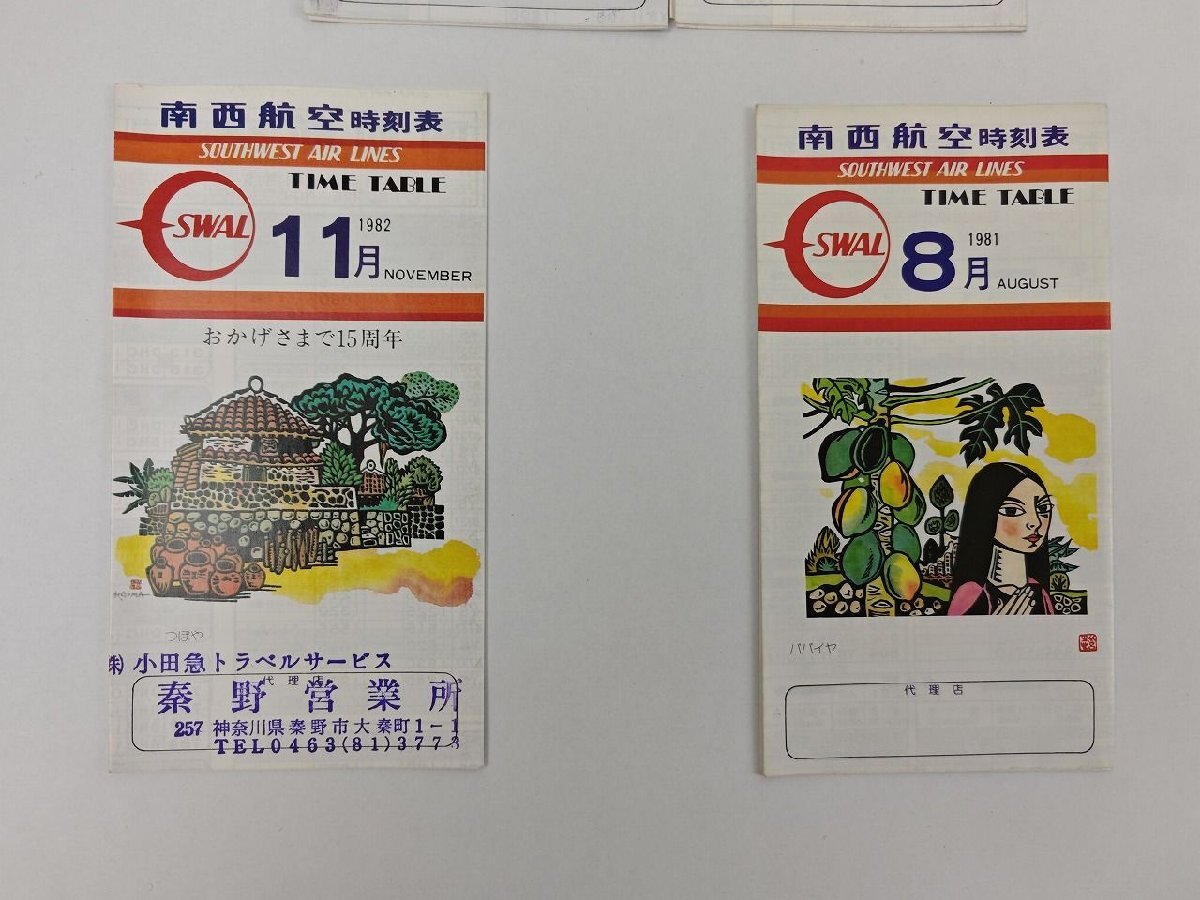 南西航空時刻表
SOUTHWEST AIR LINES
TIME TABLE
SWAL
11月
1982
NOVEMBER
おかげさまで15周年
つぼや
㈱小田急トラベルサービス
代理店
秦野営業所
257 神奈川県秦野市大秦町1-1
TEL0463(81)3773
南西航空時刻表
SOUTHWEST AIR LINES
TIME TABLE
SWAL
8月
1981
AUGUST
パパイヤ
代理店